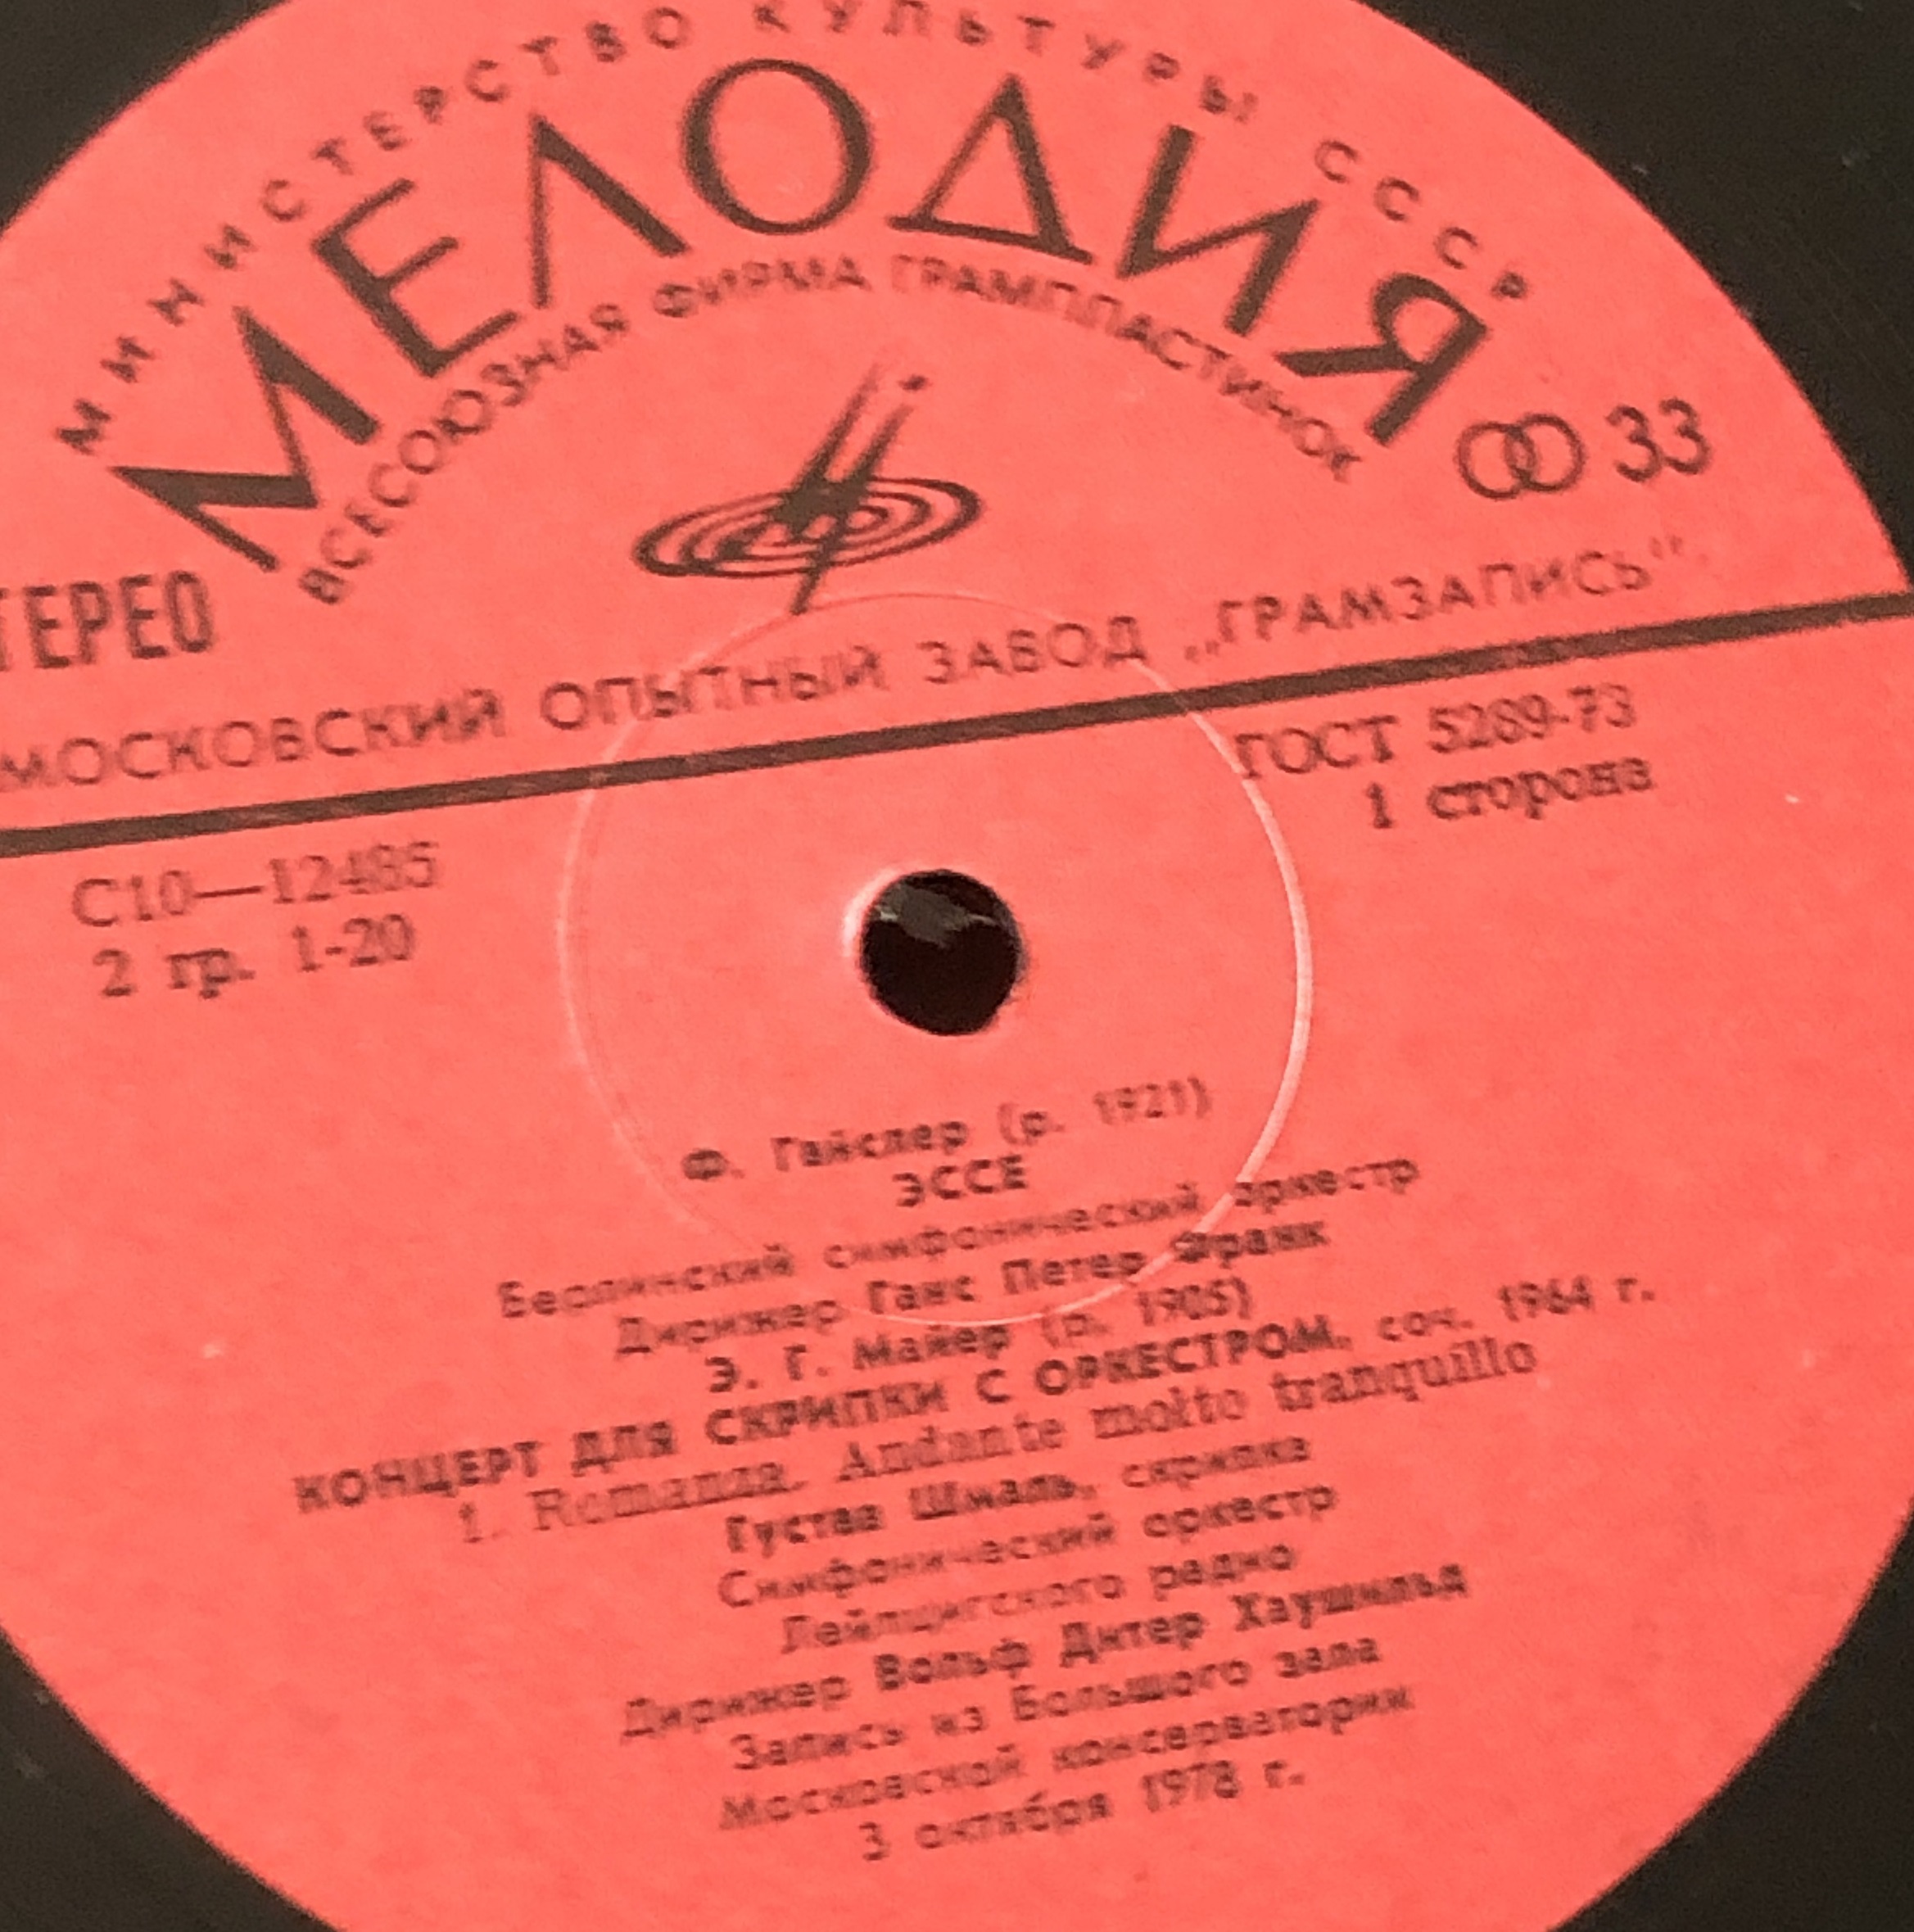 МИНИСТЕРСТВО КУЛЬТУРЫ СССР
МЕЛОДИЯ
ВСЕСОЮЗНАЯ ФИРМА ГРАМПЛАСТИНОК
33
ТЕРЕО
МОСКОВСКИЙ ОПЫТНЫЙ ЗАВОД „ГРАМЗАПИСЬ“.
ГОСТ 5289-73
С10—12485
1 сторона
2 гр. 1-20
Ф. Гайслер (р. 1921)
ЭССЕ
Берлинский симфонический оркестр
Дирижер Ганс Петер Франк
Э. Г. Майер (р. 1905)
КОНЦЕРТ ДЛЯ СКРИПКИ С ОРКЕСТРОМ, соч. 1964 г.
1. Romanza. Andante molto tranquillo
Густав Шмаль, скрипка
Симфонический оркестр
Лейпцигского радио
Дирижер Вольф Дитер Хаушильд
Запись из Большого зала
Московской консерватории
3 октября 1978 г.